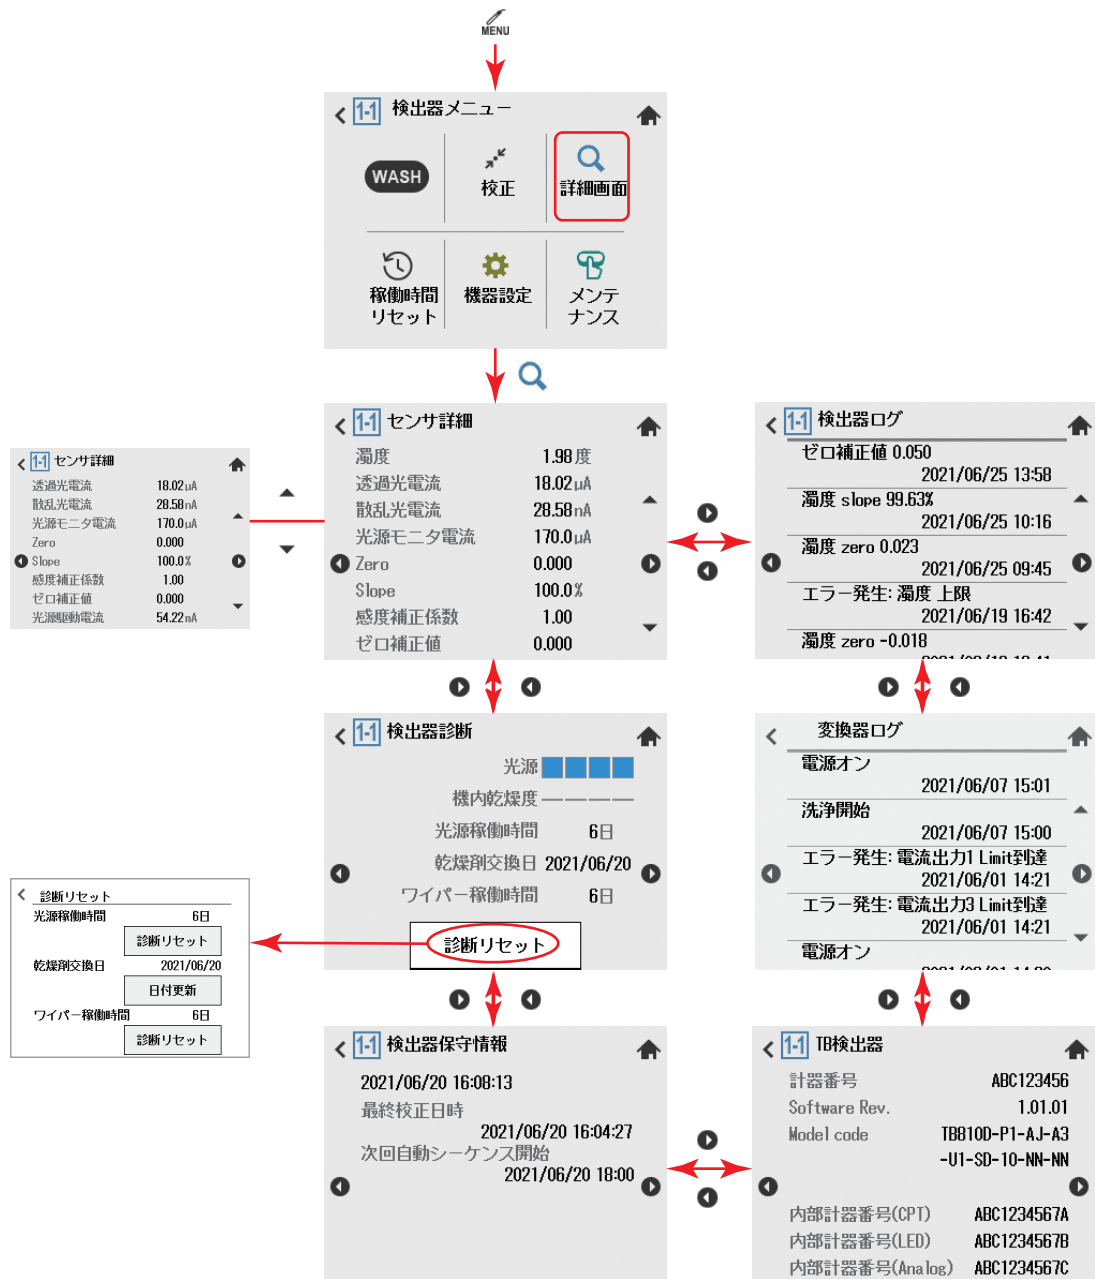 MENU
1-1 検出器メニュー
WASH
校正
詳細画面
稼働時間
リセット
機器設定
メンテ
ナンス
1-1 センサ詳細
濁度 1.98 度
透過光電流 18.02 μA
散乱光電流 28.58 nA
光源モニタ電流 170.0 μA
Zero 0.000
Slope 100.0 %
感度補正係数 1.00
ゼロ補正値 0.000
1-1 センサ詳細
透過光電流 18.02 μA
散乱光電流 28.58 nA
光源モニタ電流 170.0 μA
Zero 0.000
Slope 100.0 %
感度補正係数 1.00
ゼロ補正値 0.000
光源駆動電流 54.22 nA
1-1 検出器ログ
ゼロ補正値 0.050
2021/06/25 13:58
濁度 slope 99.63%
2021/06/25 10:16
濁度 zero 0.023
2021/06/25 09:45
エラー発生: 濁度 上限
2021/06/19 16:42
濁度 zero -0.018
1-1 検出器診断
光源
機内乾燥度 ————
光源稼働時間 6日
乾燥剤交換日 2021/06/20
ワイパー稼働時間 6日
診断リセット
診断リセット
光源稼働時間 6日
診断リセット
乾燥剤交換日 2021/06/20
日付更新
ワイパー稼働時間 6日
診断リセット
変換器ログ
電源オン
2021/06/07 15:01
洗浄開始
2021/06/07 15:00
エラー発生: 電流出力1 Limit到達
2021/06/01 14:21
エラー発生: 電流出力3 Limit到達
2021/06/01 14:21
電源オン
1-1 検出器保守情報
2021/06/20 16:08:13
最終校正日時
2021/06/20 16:04:27
次回自動シーケンス開始
2021/06/20 18:00
1-1 TB検出器
計器番号 ABC123456
Software Rev. 1.01.01
Model code TB810D-P1-AJ-A3
-U1-SD-10-NN-NN
内部計器番号(CPT) ABC1234567A
内部計器番号(LED) ABC1234567B
内部計器番号(Analog) ABC1234567C